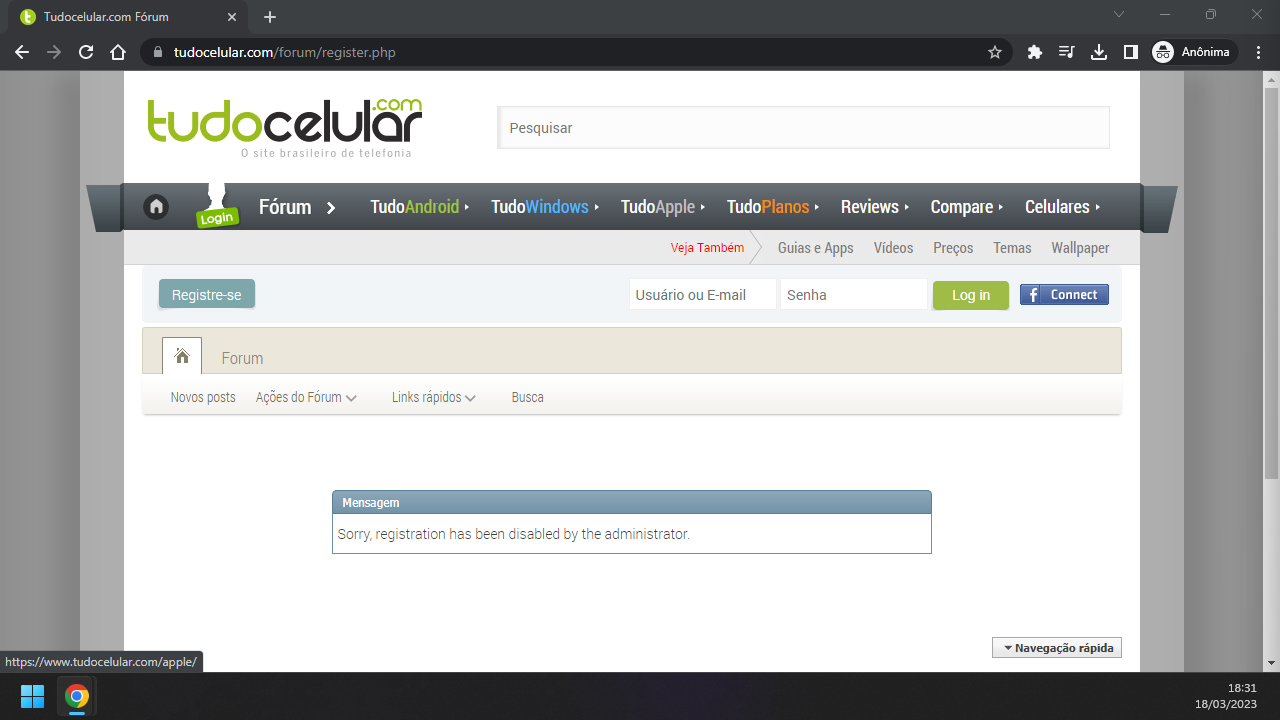 Tudocelular.com Fórum
tudocelular.com/forum/register.php
Anônima
tudocelular.com
O site brasileiro de telefonia
Pesquisar
Login
Fórum
TudoAndroid
TudoWindows
TudoApple
TudoPlanos
Reviews
Compare
Celulares
Veja Também
Guias e Apps
Vídeos
Preços
Temas
Wallpaper
Registre-se
Usuário ou E-mail
Senha
Log in
f Connect
Forum
Novos posts
Ações do Fórum
Links rápidos
Busca
Mensagem
Sorry, registration has been disabled by the administrator.
Navegação rápida
https://www.tudocelular.com/apple/
18:31
18/03/2023